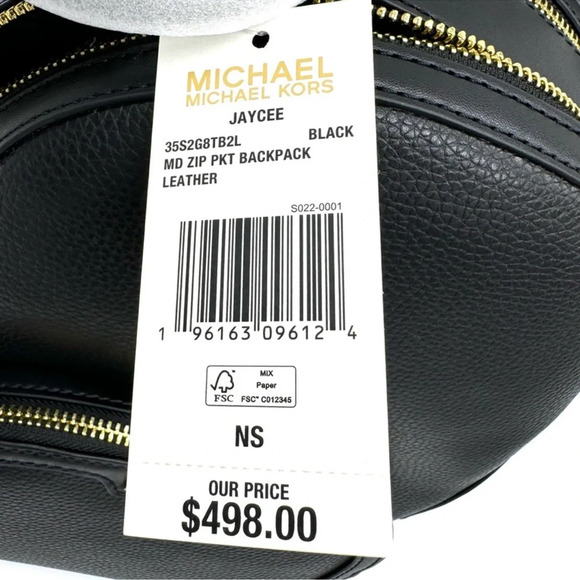 MICHAEL
MICHAEL KORS
JAYCEE
35S2G8TB2L BLACK
MD ZIP PKT BACKPACK
LEATHER
S022-0001
1 96163 09612 4
FSC
MIX
Paper
FSC® C012345
NS
OUR PRICE
$498.00